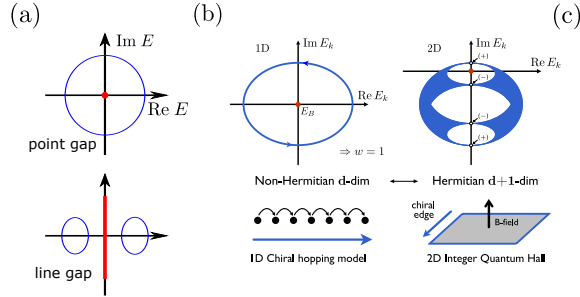 (a)
Im E
Re E
point gap
line gap
(b)
1D
Im E_k
Re E_k
E_B
⇒ w = 1
Non-Hermitian d-dim
1D Chiral hopping model
(c)
2D
Im E_k
(+)
Re E_k
(−)
(−)
(+)
Hermitian d+1-dim
chiral
edge
B-field
2D Integer Quantum Hall